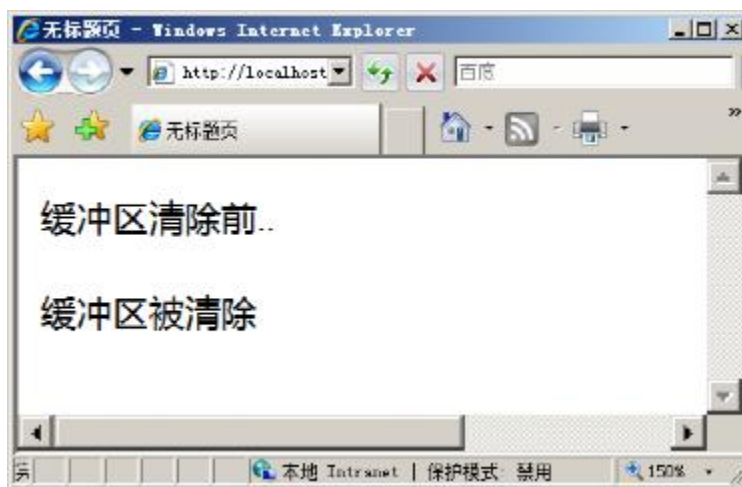 无标题页 - Windows Internet Explorer
http://localhost
百度
无标题页
»
缓冲区清除前..
缓冲区被清除
本地 Intranet | 保护模式: 禁用
150%